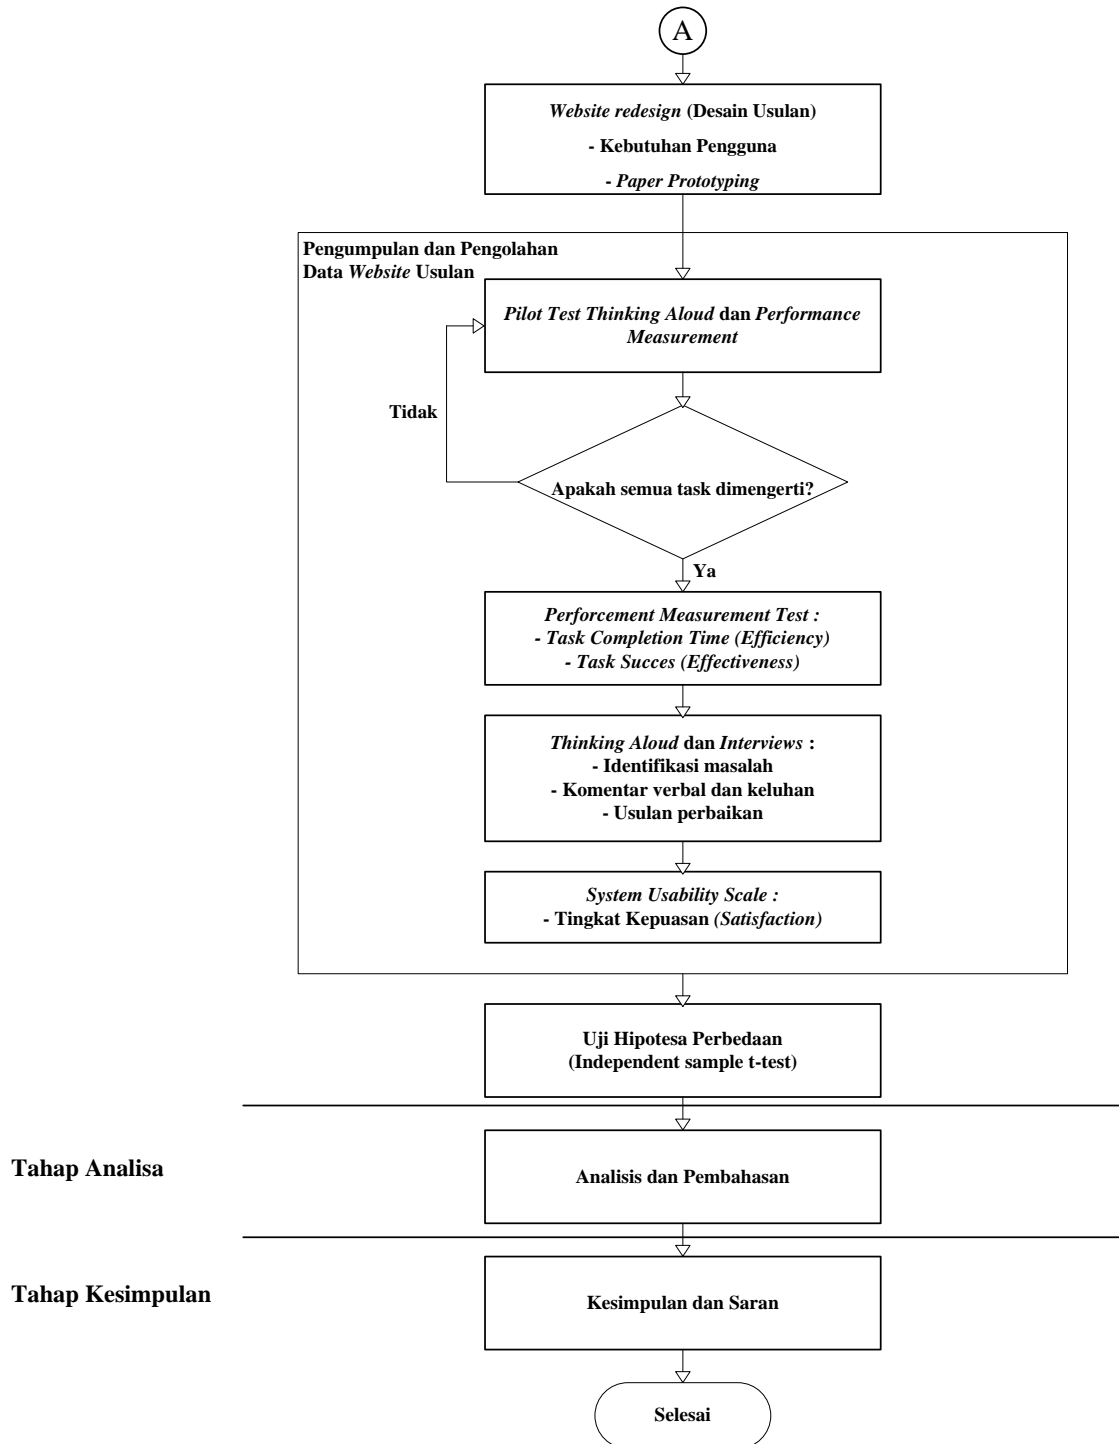 A
Website redesign (Desain Usulan)
- Kebutuhan Pengguna
- Paper Prototyping
Pengumpulan dan Pengolahan
Data Website Usulan
Pilot Test Thinking Aloud dan Performance
Measurement
Tidak
Apakah semua task dimengerti?
Ya
Perforcement Measurement Test :
- Task Completion Time (Efficiency)
- Task Succes (Effectiveness)
Thinking Aloud dan Interviews :
- Identifikasi masalah
- Komentar verbal dan keluhan
- Usulan perbaikan
System Usability Scale :
- Tingkat Kepuasan (Satisfaction)
Uji Hipotesa Perbedaan
(Independent sample t-test)
Tahap Analisa
Analisis dan Pembahasan
Tahap Kesimpulan
Kesimpulan dan Saran
Selesai